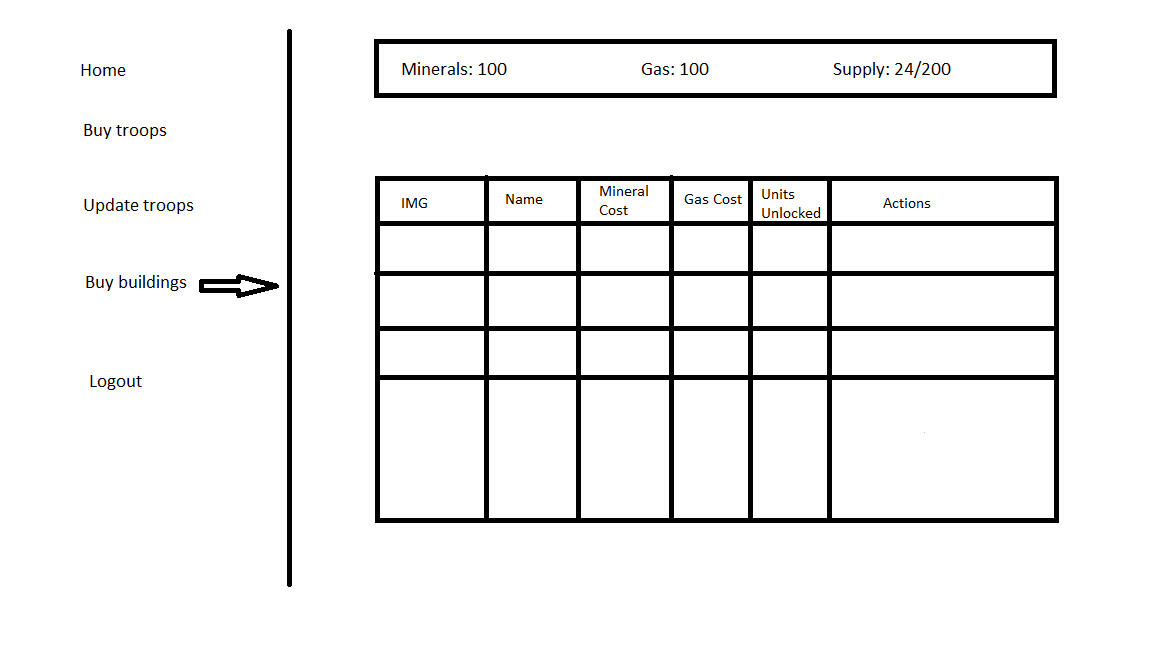 Home
Buy troops
Update troops
Buy buildings
Logout
Minerals: 100
Gas: 100
Supply: 24/200
IMG
Name
Mineral
Cost
Gas Cost
Units
Unlocked
Actions